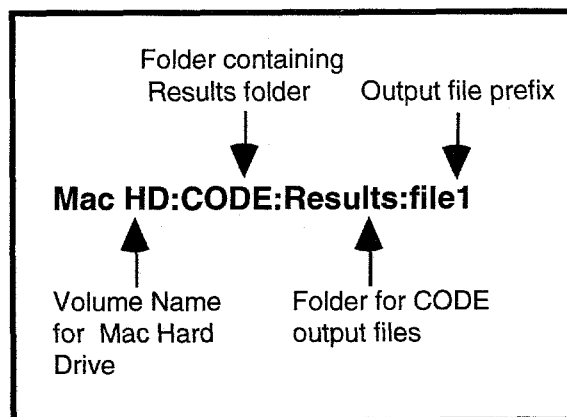 Folder containing
Results folder
Output file prefix
Mac HD:CODE:Results:file1
Volume Name
for Mac Hard
Drive
Folder for CODE
output files